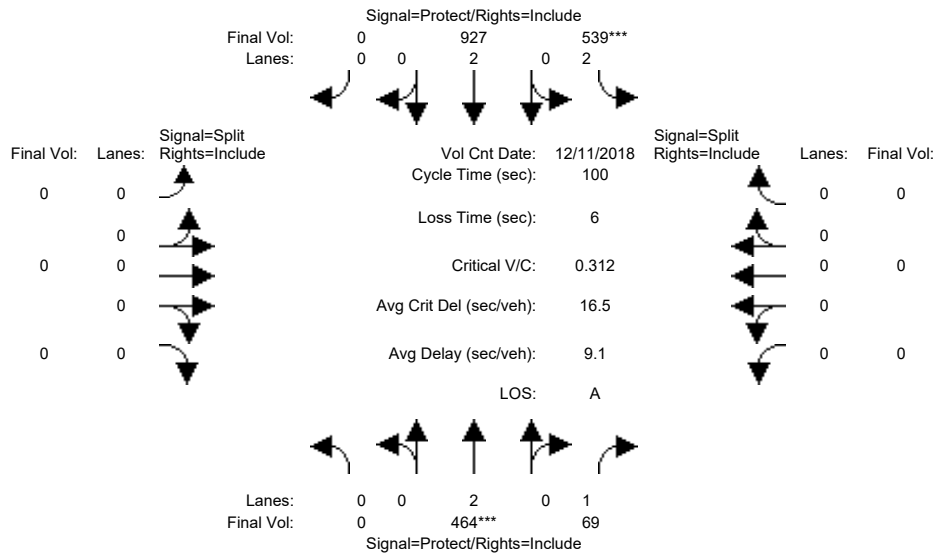 Signal=Protect/Rights=Include
Final Vol: 0 927 539***
Lanes: 0 0 2 0 2
Signal=Split
Final Vol: Lanes: Rights=Include
Vol Cnt Date: 12/11/2018
Signal=Split
Rights=Include Lanes: Final Vol:
Cycle Time (sec): 100
0 0
0 0
Loss Time (sec): 6
0
0
0 0
Critical V/C: 0.312
0 0
0
Avg Crit Del (sec/veh): 16.5
0
0 0
Avg Delay (sec/veh): 9.1
0 0
LOS: A
Lanes: 0 0 2 0 1
Final Vol: 0 464*** 69
Signal=Protect/Rights=Include